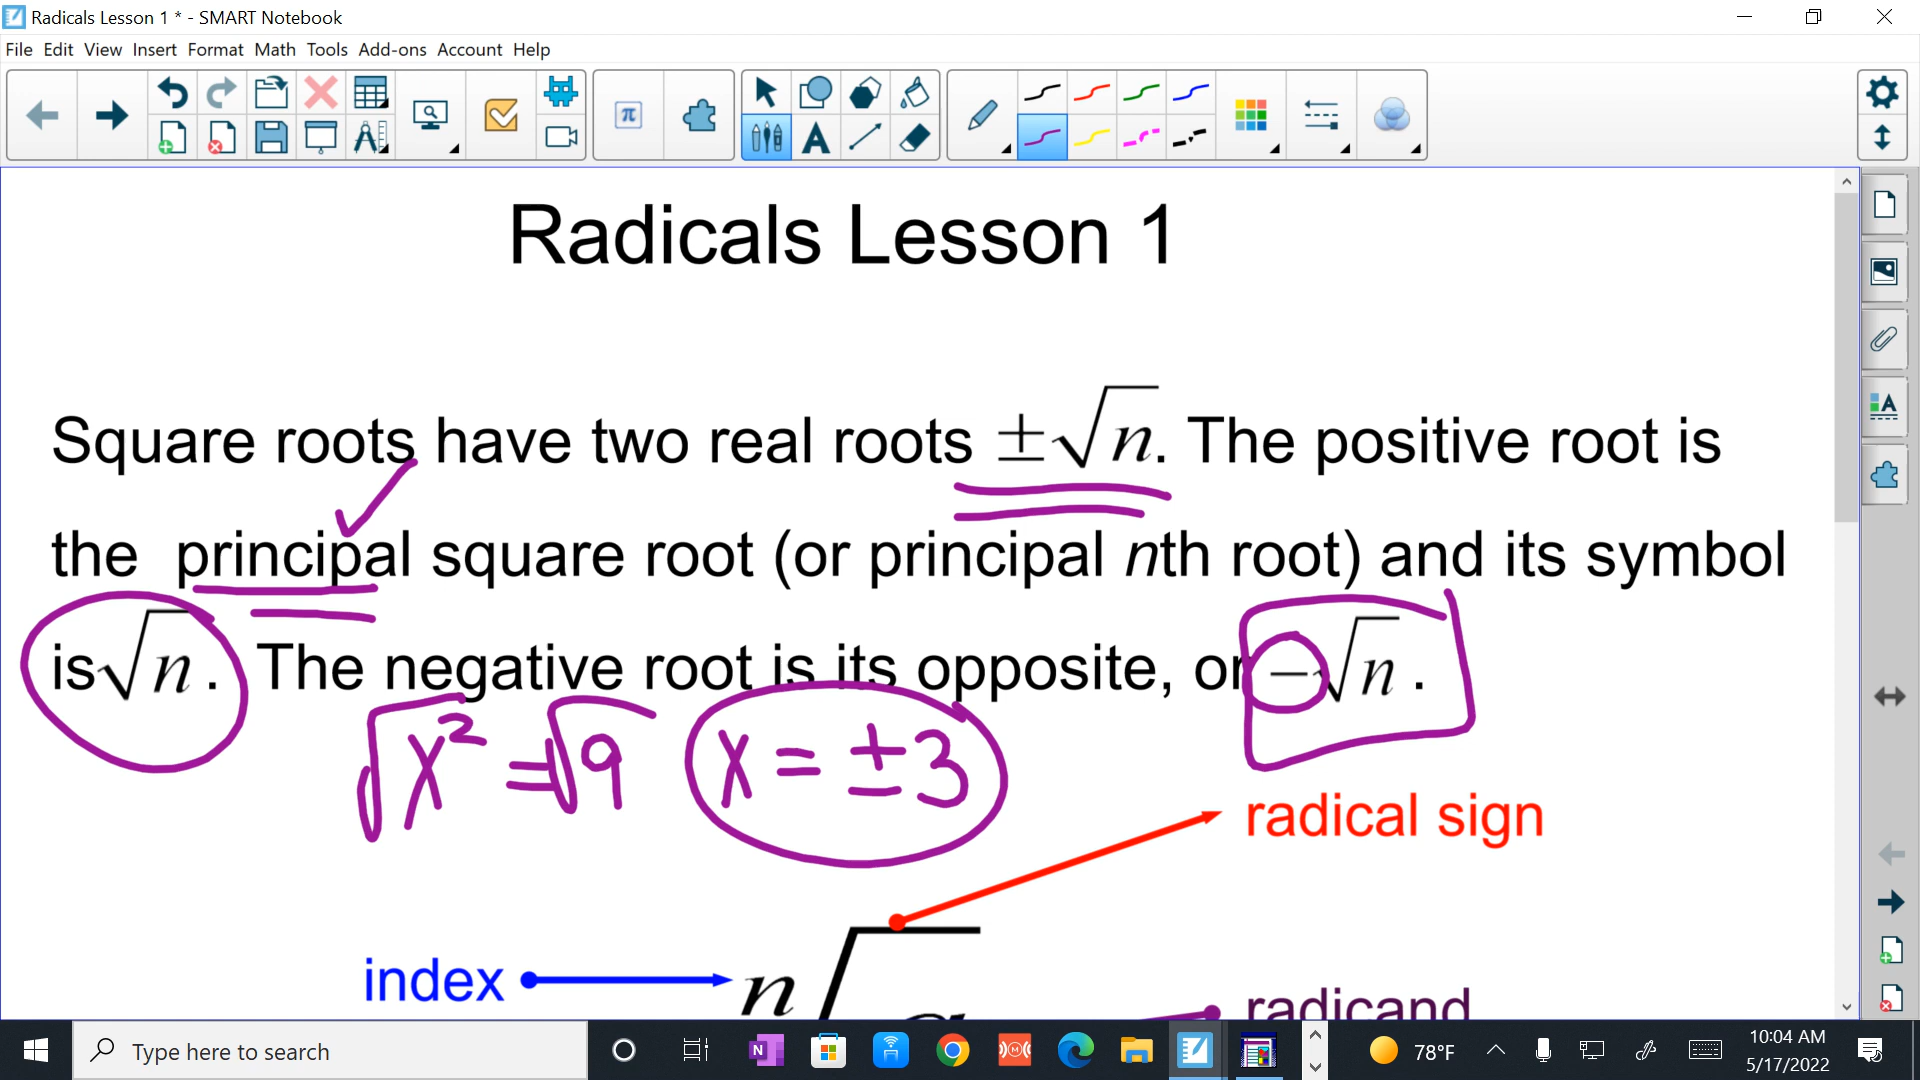 Radicals Lesson 1 * - SMART Notebook
File Edit View Insert Format Math Tools Add-ons Account Help
Radicals Lesson 1
Square roots have two real roots ±√n. The positive root is
the principal square root (or principal nth root) and its symbol
is √n. The negative root is its opposite, or −√n.
√x² = √9 x = ±3
radical sign
index n√a
radicand
Type here to search
78°F
10:04 AM
5/17/2022